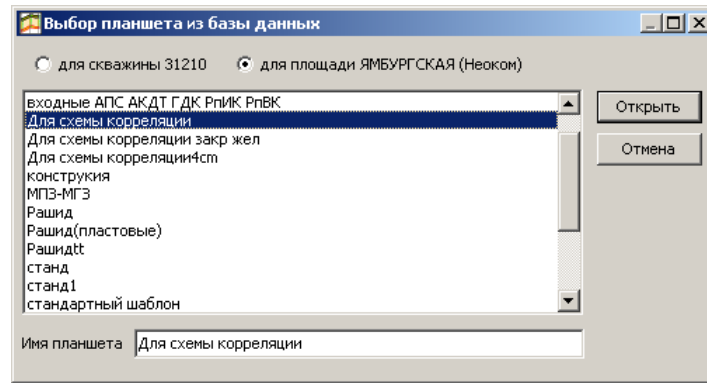 Выбор планшета из базы данных
для скважины 31210 для площади ЯМБУРГСКАЯ (Неоком)
входные АПС АКДТ ГДК РпИК РпВК
Открыть
Для схемы корреляции
Для схемы корреляции закр жел
Отмена
Для схемы корреляции4cm
конструкия
МПЗ-МГЗ
Рашид
Рашид(пластовые)
Рашидtt
станд
станд1
стандартный шаблон
Имя планшета Для схемы корреляции